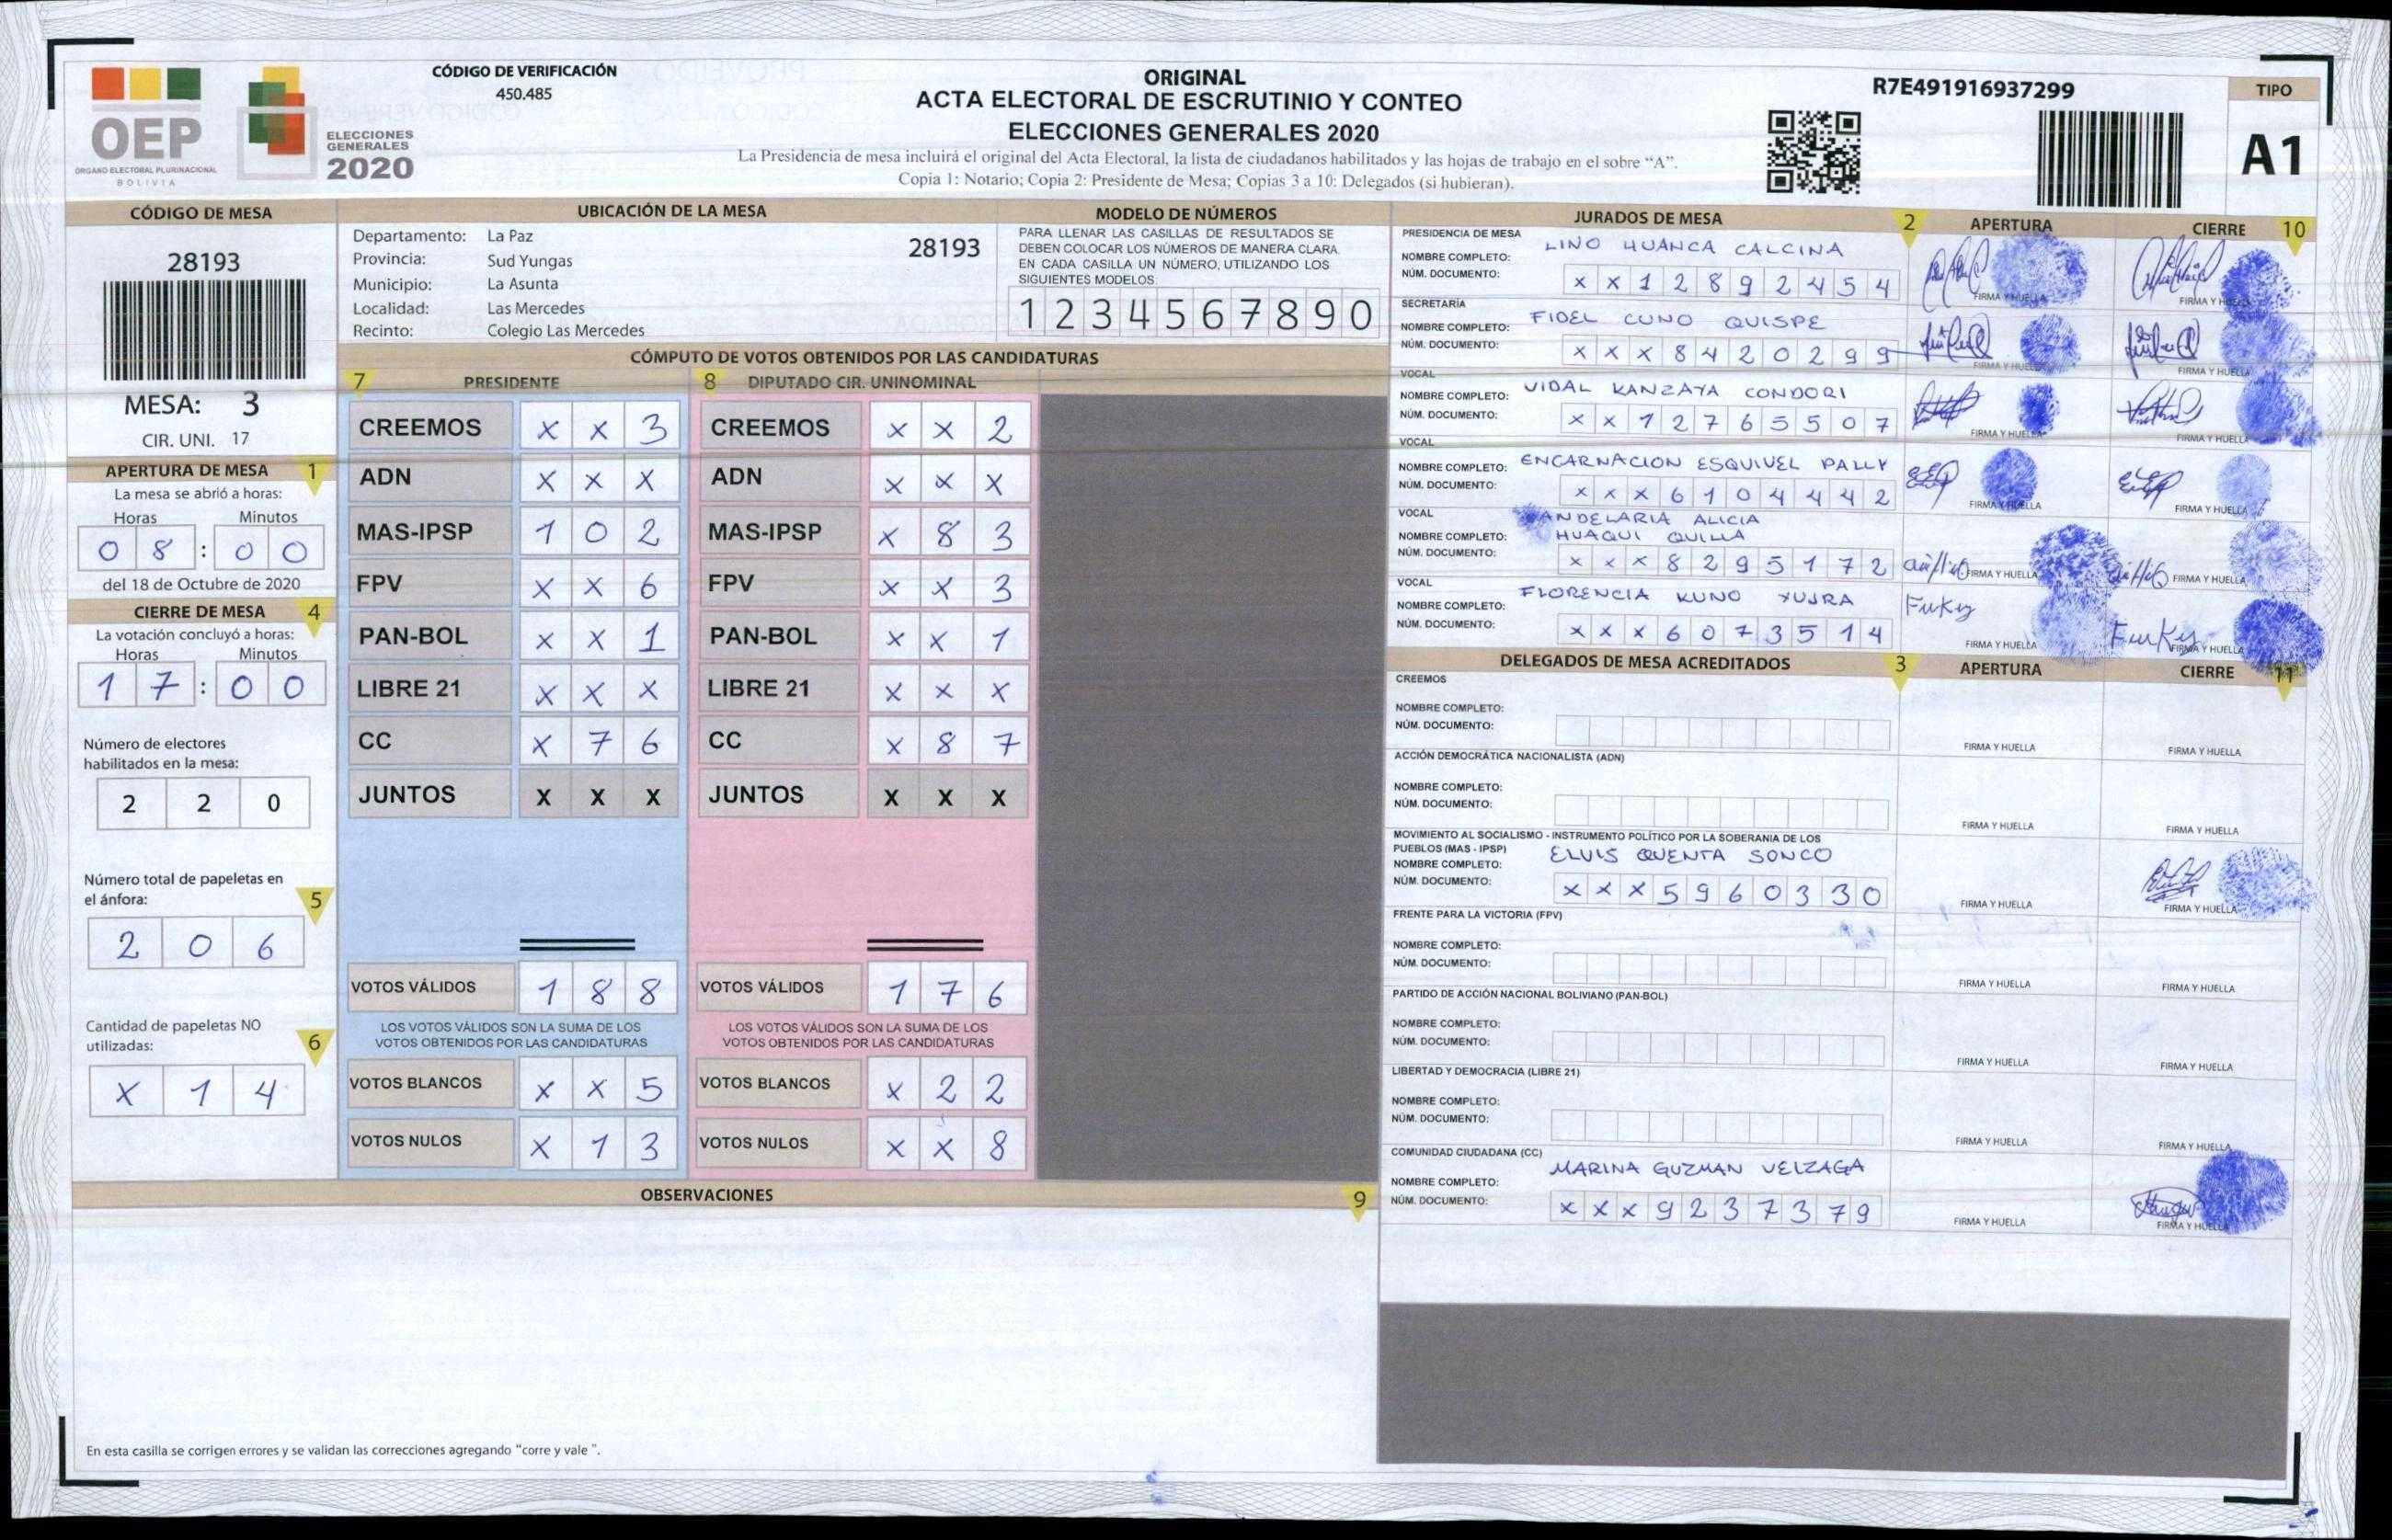 OEP
ÓRGANO ELECTORAL PLURINACIONAL
BOLIVIA
ELECCIONES
GENERALES
2020
CÓDIGO DE VERIFICACIÓN
450.485
ORIGINAL
ACTA ELECTORAL DE ESCRUTINIO Y CONTEO
ELECCIONES GENERALES 2020
La Presidencia de mesa incluirá el original del Acta Electoral, la lista de ciudadanos habilitados y las hojas de trabajo en el sobre “A”.
Copia 1: Notario; Copia 2: Presidente de Mesa; Copias 3 a 10: Delegados (si hubieran).
R7E491916937299
TIPO
A1
CÓDIGO DE MESA
28193
MESA: 3
CIR. UNI. 17
APERTURA DE MESA 1
La mesa se abrió a horas:
Horas Minutos
0 8 : 0 0
del 18 de Octubre de 2020
CIERRE DE MESA 4
La votación concluyó a horas:
Horas Minutos
1 7 : 0 0
Número de electores
habilitados en la mesa:
2 2 0
Número total de papeletas en
el ánfora: 5
2 0 6
Cantidad de papeletas NO
utilizadas: 6
X 1 4
UBICACIÓN DE LA MESA
Departamento: La Paz 28193
Provincia: Sud Yungas
Municipio: La Asunta
Localidad: Las Mercedes
Recinto: Colegio Las Mercedes
MODELO DE NÚMEROS
PARA LLENAR LAS CASILLAS DE RESULTADOS SE
DEBEN COLOCAR LOS NÚMEROS DE MANERA CLARA.
EN CADA CASILLA UN NÚMERO, UTILIZANDO LOS
SIGUIENTES MODELOS:
1 2 3 4 5 6 7 8 9 0
CÓMPUTO DE VOTOS OBTENIDOS POR LAS CANDIDATURAS
7 PRESIDENTE 8 DIPUTADO CIR. UNINOMINAL
CREEMOS X X 3 CREEMOS X X 2
ADN X X X ADN X X X
MAS-IPSP 1 0 2 MAS-IPSP X 8 3
FPV X X 6 FPV X X 3
PAN-BOL X X 1 PAN-BOL X X 1
LIBRE 21 X X X LIBRE 21 X X X
CC X 7 6 CC X 8 7
JUNTOS X X X JUNTOS X X X
VOTOS VÁLIDOS 1 8 8 VOTOS VÁLIDOS 1 7 6
LOS VOTOS VÁLIDOS SON LA SUMA DE LOS LOS VOTOS VÁLIDOS SON LA SUMA DE LOS
VOTOS OBTENIDOS POR LAS CANDIDATURAS VOTOS OBTENIDOS POR LAS CANDIDATURAS
VOTOS BLANCOS X X 5 VOTOS BLANCOS X 2 2
VOTOS NULOS X 1 3 VOTOS NULOS X X 8
OBSERVACIONES 9
En esta casilla se corrigen errores y se validan las correcciones agregando “corre y vale ”.
JURADOS DE MESA 2 APERTURA CIERRE 10
PRESIDENCIA DE MESA
NOMBRE COMPLETO: LINO HUANCA CALCINA
NÚM. DOCUMENTO: X X 1 2 8 9 2 4 5 4
FIRMA Y HUELLA FIRMA Y HUELLA
SECRETARÍA
NOMBRE COMPLETO: FIDEL CUNO QUISPE
NÚM. DOCUMENTO: X X X 8 4 2 0 2 9 9
FIRMA Y HUELLA FIRMA Y HUELLA
VOCAL
NOMBRE COMPLETO: VIDAL KANZAYA CONDORI
NÚM. DOCUMENTO: X X 1 2 7 6 5 5 0 7
FIRMA Y HUELLA FIRMA Y HUELLA
VOCAL
NOMBRE COMPLETO: ENCARNACION ESQUIVEL PALLY
NÚM. DOCUMENTO: X X X 6 1 0 4 4 4 2
FIRMA Y HUELLA FIRMA Y HUELLA
VOCAL
NOMBRE COMPLETO: CANDELARIA ALICIA
HUAQUI QUILLA
NÚM. DOCUMENTO: X X X 8 2 9 5 1 7 2
FIRMA Y HUELLA FIRMA Y HUELLA
VOCAL
NOMBRE COMPLETO: FLORENCIA KUNO YUJRA
NÚM. DOCUMENTO: X X X 6 0 7 3 5 1 4
Fuky FuKy
FIRMA Y HUELLA FIRMA Y HUELLA
DELEGADOS DE MESA ACREDITADOS 3 APERTURA CIERRE 11
CREEMOS
NOMBRE COMPLETO:
NÚM. DOCUMENTO:
FIRMA Y HUELLA FIRMA Y HUELLA
ACCIÓN DEMOCRÁTICA NACIONALISTA (ADN)
NOMBRE COMPLETO:
NÚM. DOCUMENTO:
FIRMA Y HUELLA FIRMA Y HUELLA
MOVIMIENTO AL SOCIALISMO - INSTRUMENTO POLÍTICO POR LA SOBERANIA DE LOS
PUEBLOS (MAS - IPSP)
NOMBRE COMPLETO: ELVIS QUENTA SONCO
NÚM. DOCUMENTO: X X X 5 9 6 0 3 3 0
FIRMA Y HUELLA FIRMA Y HUELLA
FRENTE PARA LA VICTORIA (FPV)
NOMBRE COMPLETO:
NÚM. DOCUMENTO:
FIRMA Y HUELLA FIRMA Y HUELLA
PARTIDO DE ACCIÓN NACIONAL BOLIVIANO (PAN-BOL)
NOMBRE COMPLETO:
NÚM. DOCUMENTO:
FIRMA Y HUELLA FIRMA Y HUELLA
LIBERTAD Y DEMOCRACIA (LIBRE 21)
NOMBRE COMPLETO:
NÚM. DOCUMENTO:
FIRMA Y HUELLA FIRMA Y HUELLA
COMUNIDAD CIUDADANA (CC)
NOMBRE COMPLETO: MARINA GUZMAN VELZAGA
NÚM. DOCUMENTO: X X X 9 2 3 7 3 7 9
FIRMA Y HUELLA FIRMA Y HUELLA